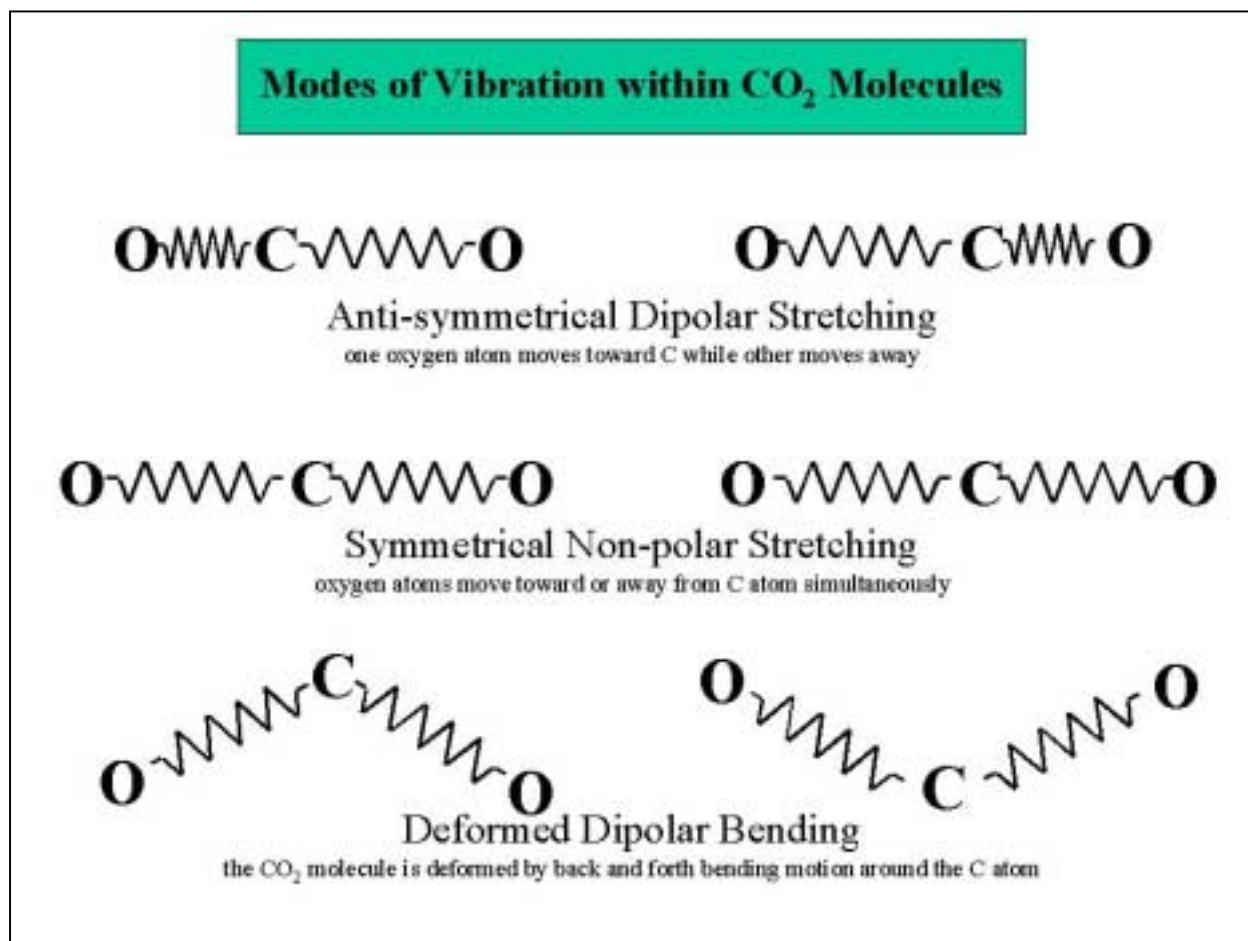 Modes of Vibration within CO₂ Molecules
O C O O C O
Anti-symmetrical Dipolar Stretching
one oxygen atom moves toward C while other moves away
O C O O C O
Symmetrical Non-polar Stretching
oxygen atoms move toward or away from C atom simultaneously
O C O O C O
Deformed Dipolar Bending
the CO₂ molecule is deformed by back and forth bending motion around the C atom